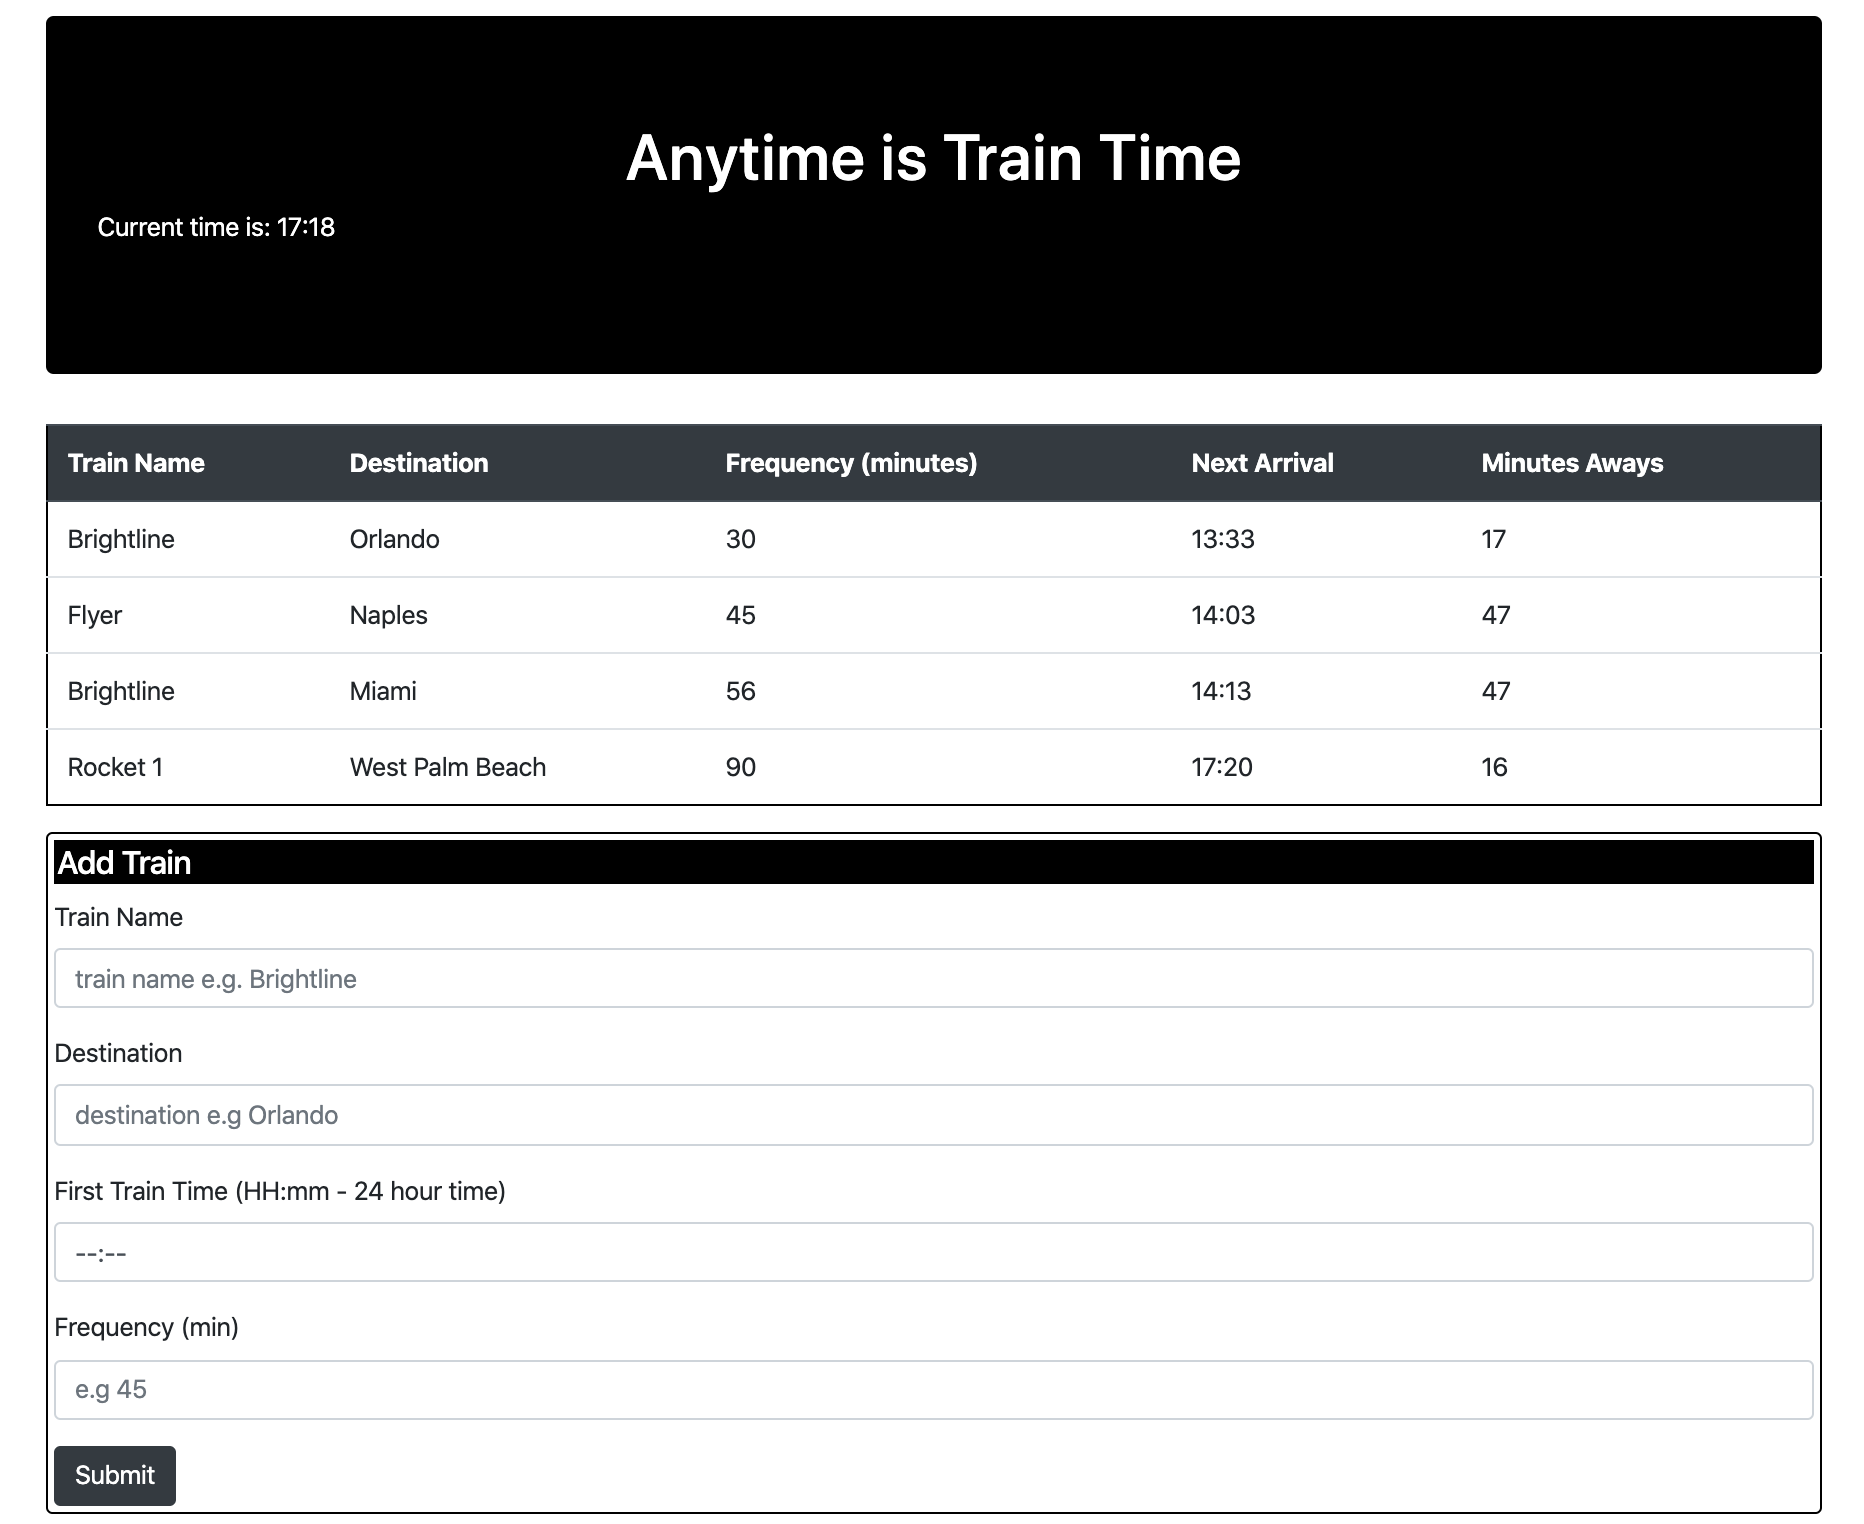 Anytime is Train Time
Current time is: 17:18
Train Name Destination Frequency (minutes) Next Arrival Minutes Aways
Brightline Orlando 30 13:33 17
Flyer Naples 45 14:03 47
Brightline Miami 56 14:13 47
Rocket 1 West Palm Beach 90 17:20 16
Add Train
Train Name
train name e.g. Brightline
Destination
destination e.g Orlando
First Train Time (HH:mm - 24 hour time)
--:--
Frequency (min)
e.g 45
Submit